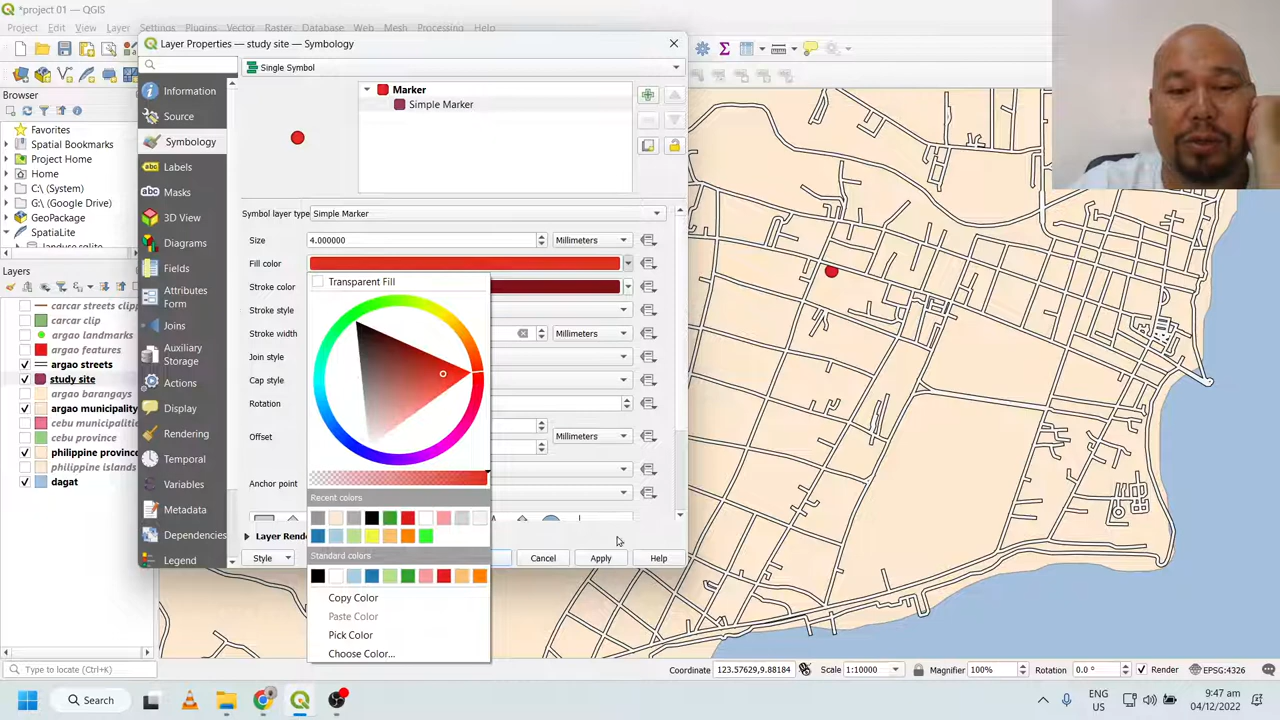 *project 01 — QGIS
Project Edit View Layer Settings Plugins Vector Raster Database Web Mesh Processing Help
Layer Properties — study site — Symbology
Single Symbol
Information
Source
Symbology
Labels
Masks
3D View
Diagrams
Fields
Attributes
Form
Joins
Auxiliary
Storage
Actions
Display
Rendering
Temporal
Variables
Metadata
Dependencies
Legend
Marker
Simple Marker
Symbol layer type Simple Marker
Size 4.000000 Millimeters
Fill color
Stroke color
Stroke style
Stroke width Millimeters
Join style
Cap style
Rotation
Offset Millimeters
Anchor point
Layer Rende
Style Cancel Apply Help
Transparent Fill
Recent colors
Standard colors
Copy Color
Paste Color
Pick Color
Choose Color...
Browser
Favorites
Spatial Bookmarks
Project Home
Home
C:\ (System)
G:\ (Google Drive)
GeoPackage
SpatiaLite
landuse.sqlite
Layers
carcar streets clipp
carcar clip
argao landmarks
argao features
argao streets
study site
argao barangays
argao municipality
cebu municipalities
cebu province
philippine province
philippine islands
dagat
Type to locate (Ctrl+K)
Coordinate 123.57629,9.88184 Scale 1:10000 Magnifier 100% Rotation 0.0 ° Render EPSG:4326
Search
ENG
US
9:47 am
04/12/2022